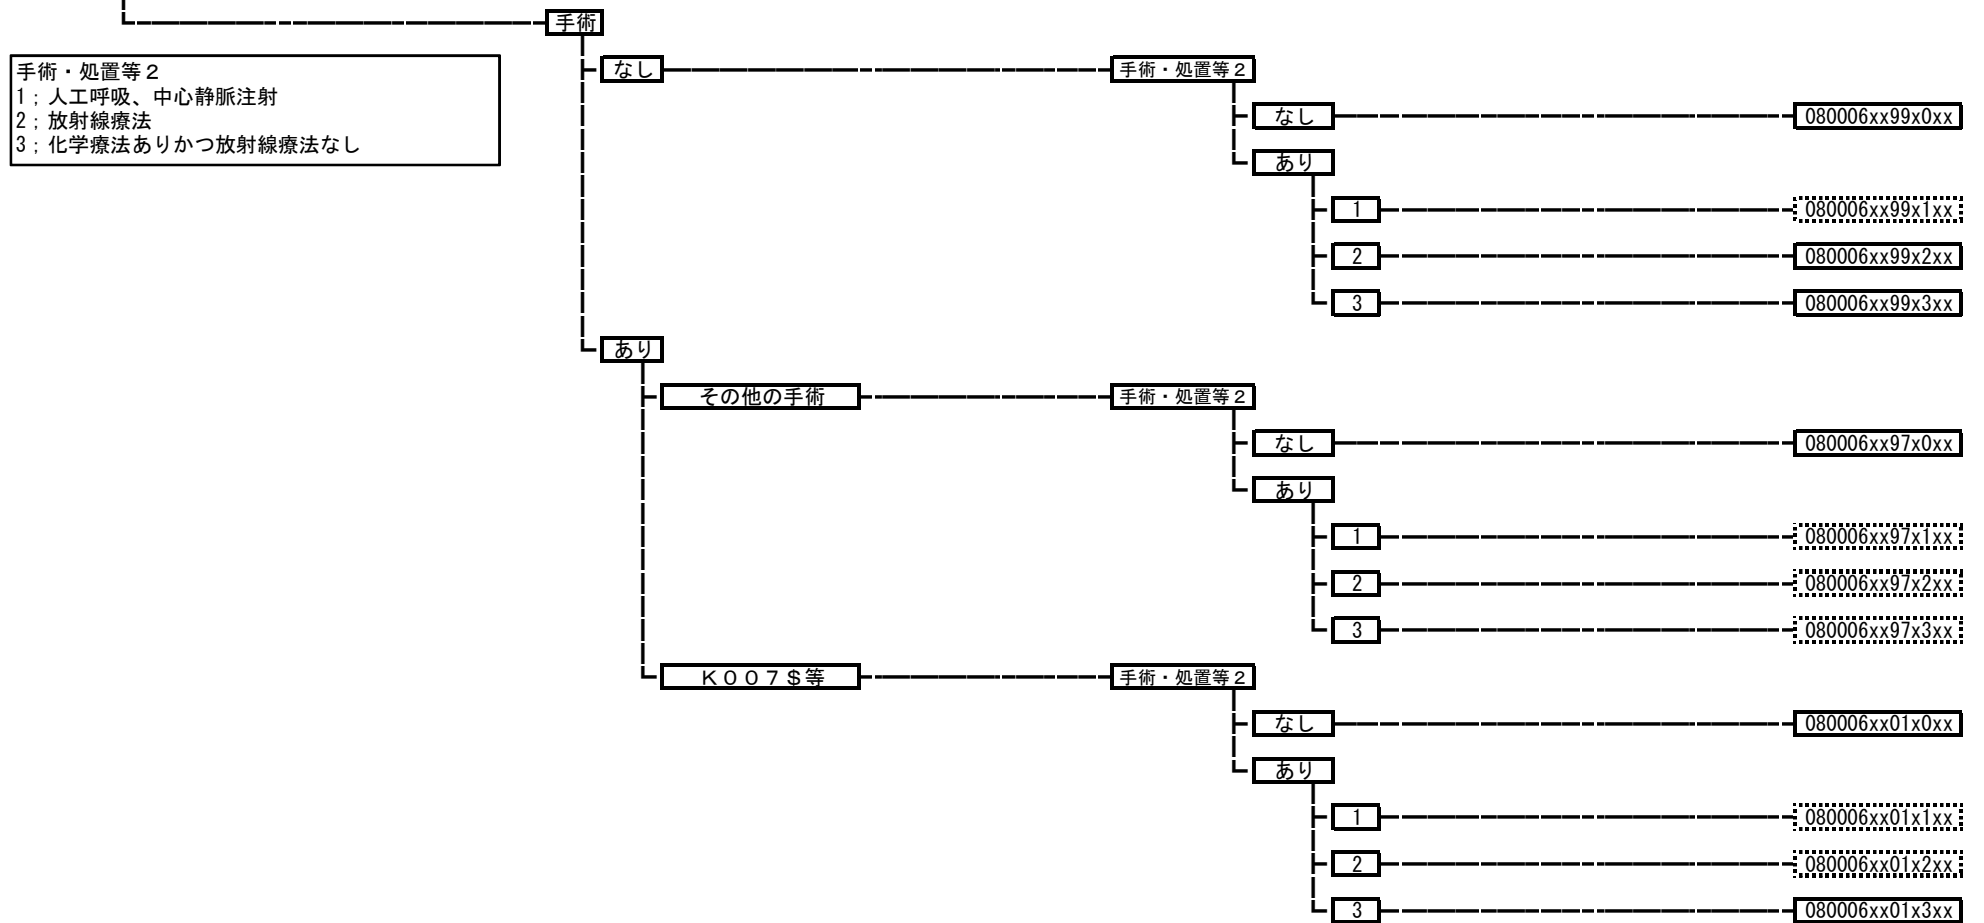 手術
手術・処置等２
1；人工呼吸、中心静脈注射
2；放射線療法
3；化学療法ありかつ放射線療法なし
なし
手術・処置等２
なし
080006xx99x0xx
あり
1
080006xx99x1xx
2
080006xx99x2xx
3
080006xx99x3xx
あり
その他の手術
手術・処置等２
なし
080006xx97x0xx
あり
1
080006xx97x1xx
2
080006xx97x2xx
3
080006xx97x3xx
Ｋ００７＄等
手術・処置等２
なし
080006xx01x0xx
あり
1
080006xx01x1xx
2
080006xx01x2xx
3
080006xx01x3xx